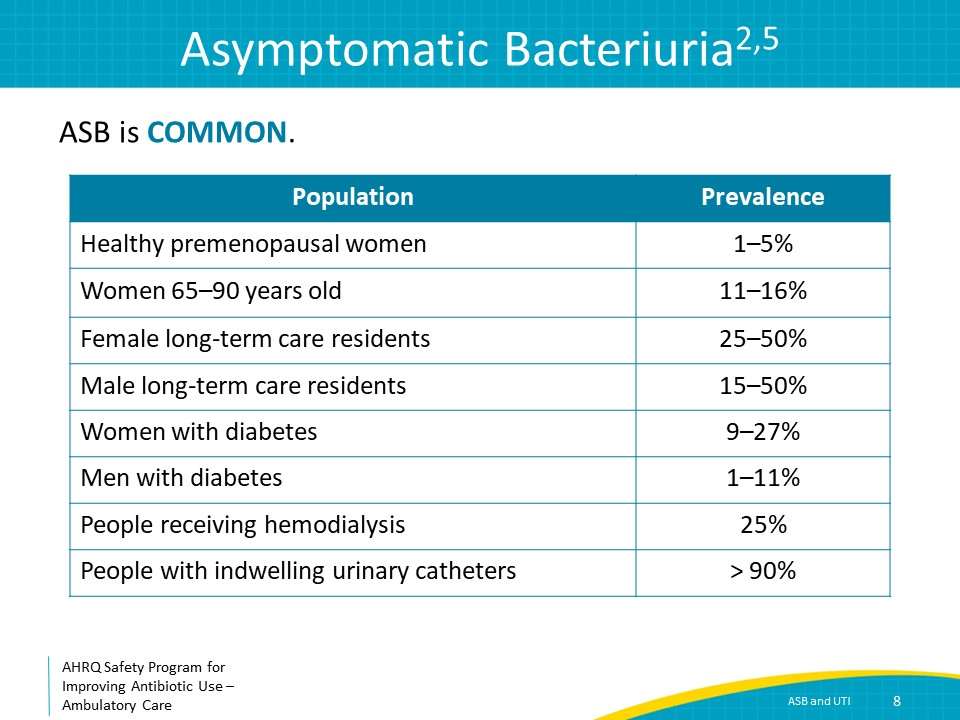 Asymptomatic Bacteriuria2,5
ASB is COMMON.
Population Prevalence
Healthy premenopausal women 1–5%
Women 65–90 years old 11–16%
Female long-term care residents 25–50%
Male long-term care residents 15–50%
Women with diabetes 9–27%
Men with diabetes 1–11%
People receiving hemodialysis 25%
People with indwelling urinary catheters > 90%
AHRQ Safety Program for
Improving Antibiotic Use –
Ambulatory Care
ASB and UTI 8